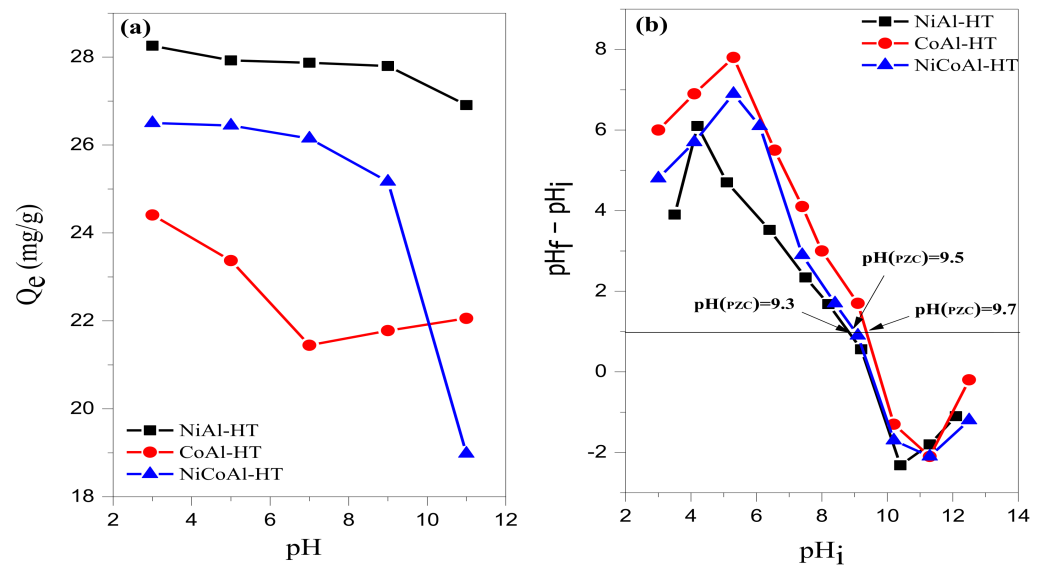 (a)
28
26
24
22
20
18
2
4
6
8
10
12
Qe (mg/g)
pH
NiAl-HT
CoAl-HT
NiCoAl-HT
(b)
NiAl-HT
CoAl-HT
NiCoAl-HT
8
6
4
2
0
-2
2
4
6
8
10
12
14
pHf – pHi
pHi
pH(PZC)=9.5
pH(PZC)=9.3
pH(PZC)=9.7